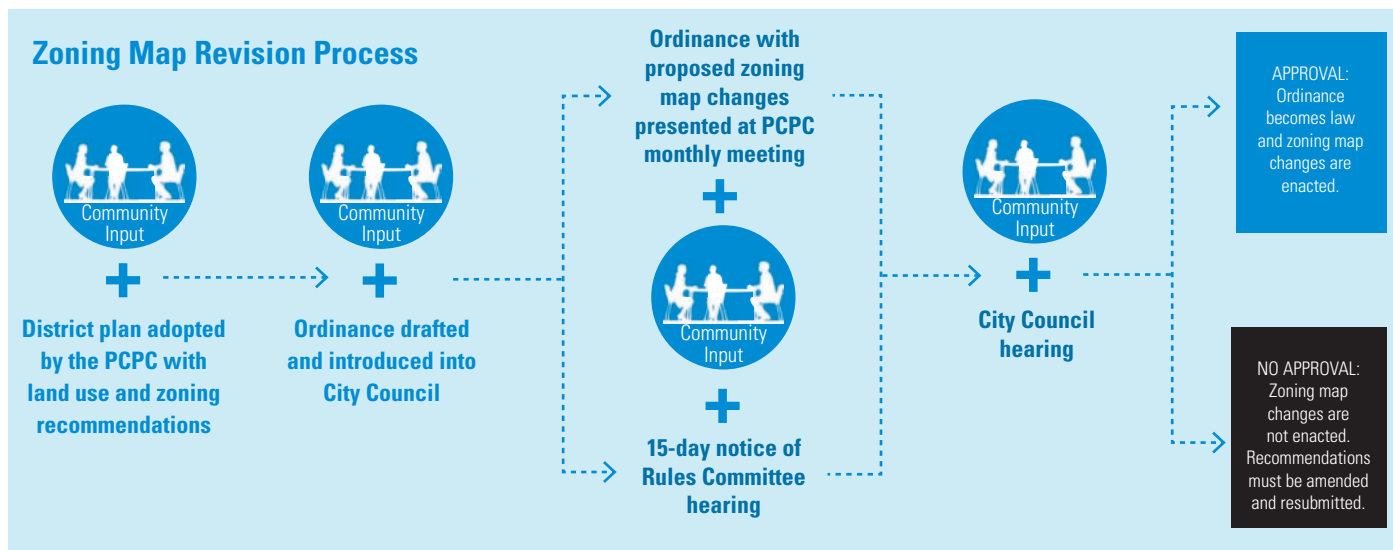 Zoning Map Revision Process
Community
Input
District plan adopted
by the PCPC with
land use and zoning
recommendations
Community
Input
Ordinance drafted
and introduced into
City Council
Ordinance with
proposed zoning
map changes
presented at PCPC
monthly meeting
Community
Input
15-day notice of
Rules Committee
hearing
Community
Input
City Council
hearing
APPROVAL:
Ordinance
becomes law
and zoning map
changes are
enacted.
NO APPROVAL:
Zoning map
changes are
not enacted.
Recommendations
must be amended
and resubmitted.